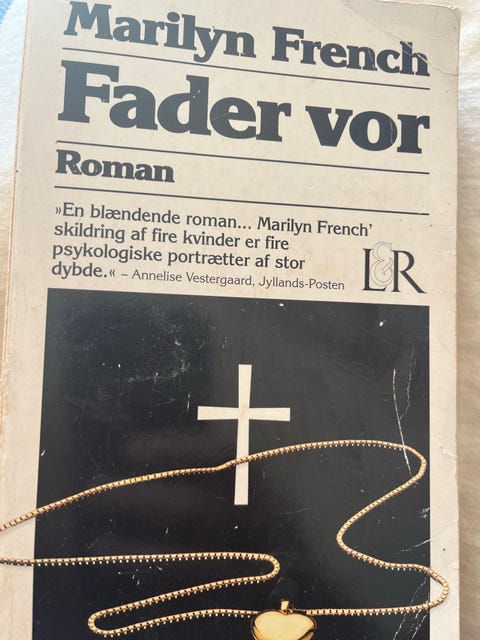 Marilyn French
Fader vor
Roman
»En blændende roman... Marilyn French'
skildring af fire kvinder er fire
psykologiske portrætter af stor
dybde.« – Annelise Vestergaard, Jyllands-Posten
L&R